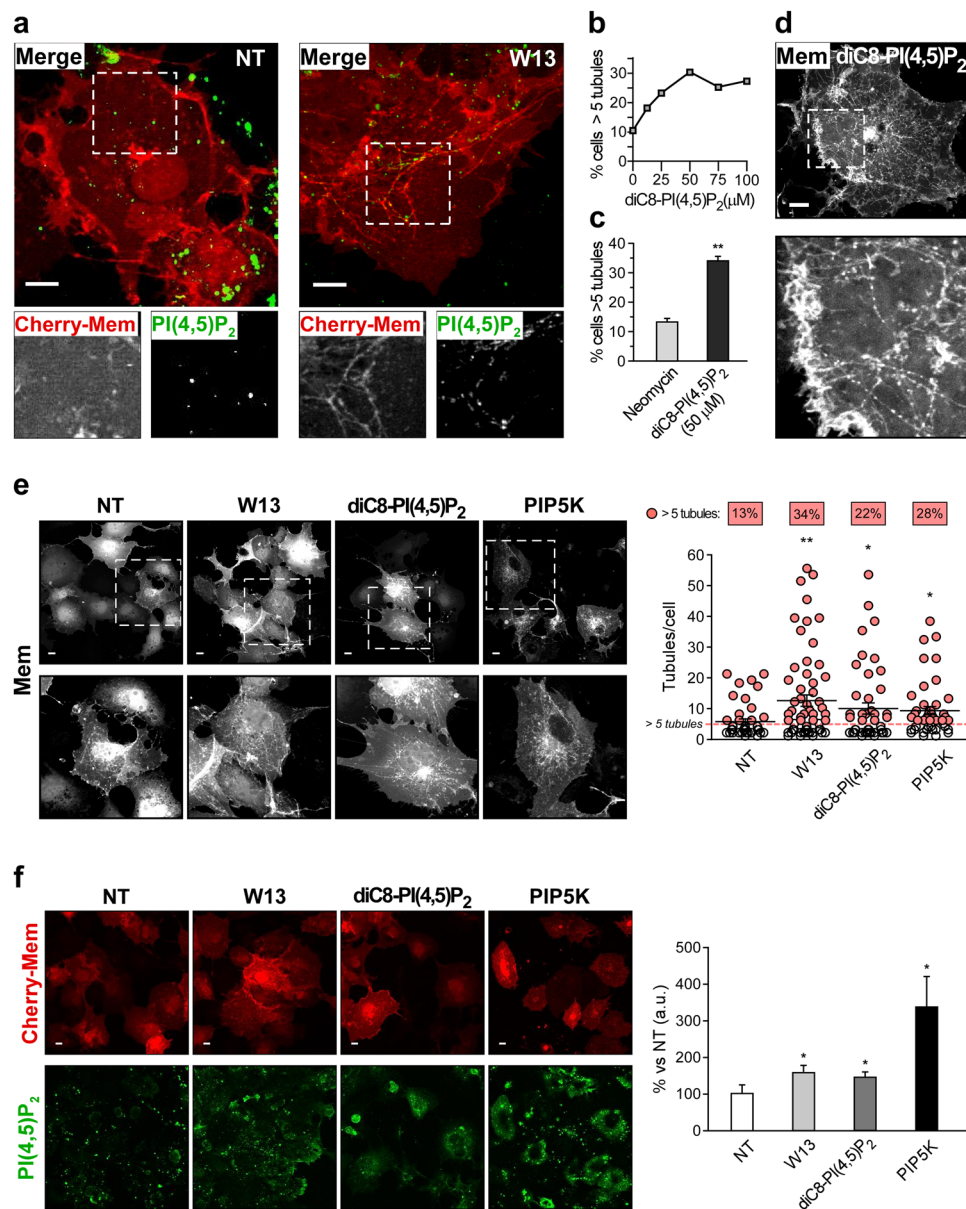 a
Merge NT
Merge W13
Cherry-Mem PI(4,5)P2
Cherry-Mem PI(4,5)P2
b
% cells > 5 tubules
40
30
20
10
0
0 25 50 75 100
diC8-PI(4,5)P2(µM)
c
% cells >5 tubules
40
30
20
10
0
**
Neomycin
diC8-PI(4,5)P2
(50 µM)
d
Mem diC8-PI(4,5)P2
e
NT W13 diC8-PI(4,5)P2 PIP5K
Mem
> 5 tubules: 13% 34% 22% 28%
** * *
Tubules/cell
60
50
40
30
20
10
0
> 5 tubules
NT W13 diC8-PI(4,5)P2 PIP5K
f
NT W13 diC8-PI(4,5)P2 PIP5K
Cherry-Mem
PI(4,5)P2
% vs NT (a.u.)
500
400
300
200
100
0
* * *
NT W13 diC8-PI(4,5)P2 PIP5K